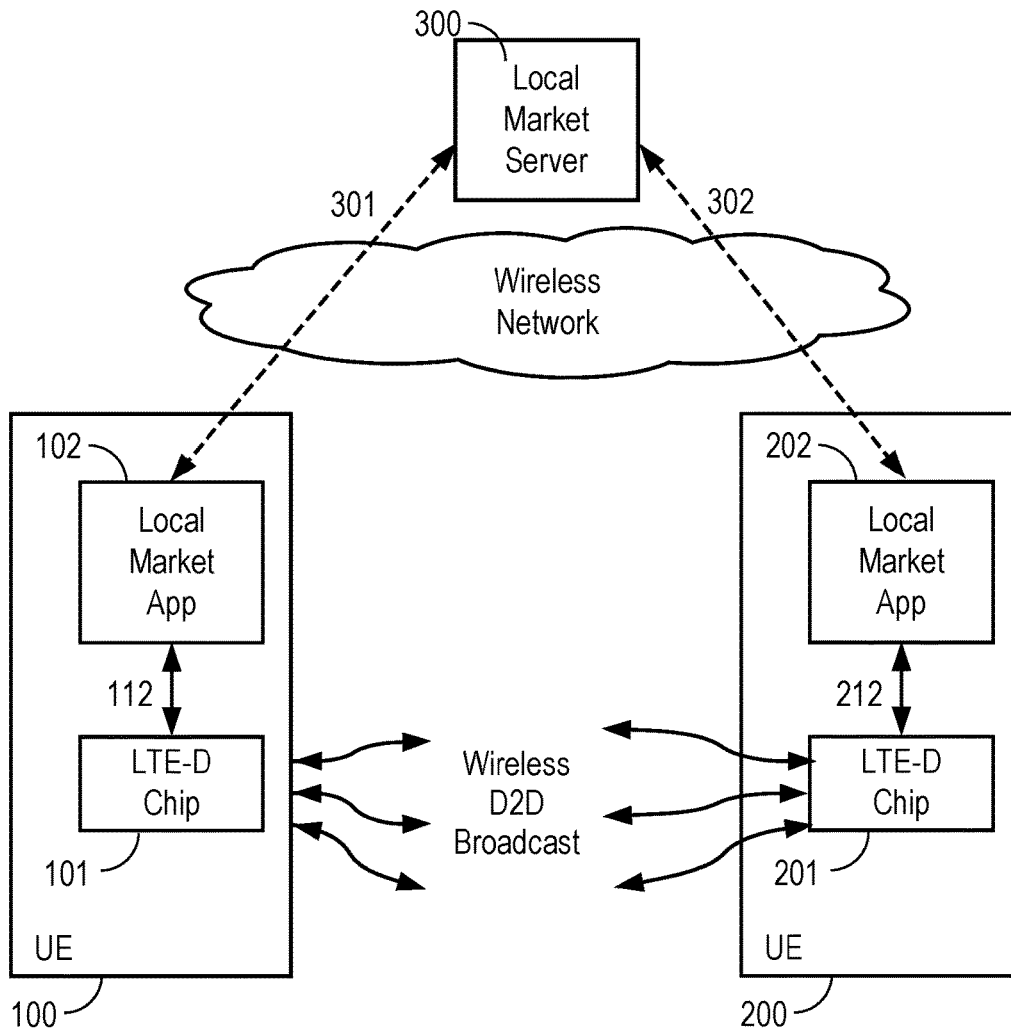 300
Local
Market
Server
301
302
Wireless
Network
102
Local
Market
App
202
Local
Market
App
112
212
LTE-D
Chip
Wireless
D2D
Broadcast
LTE-D
Chip
101
201
UE
UE
100
200